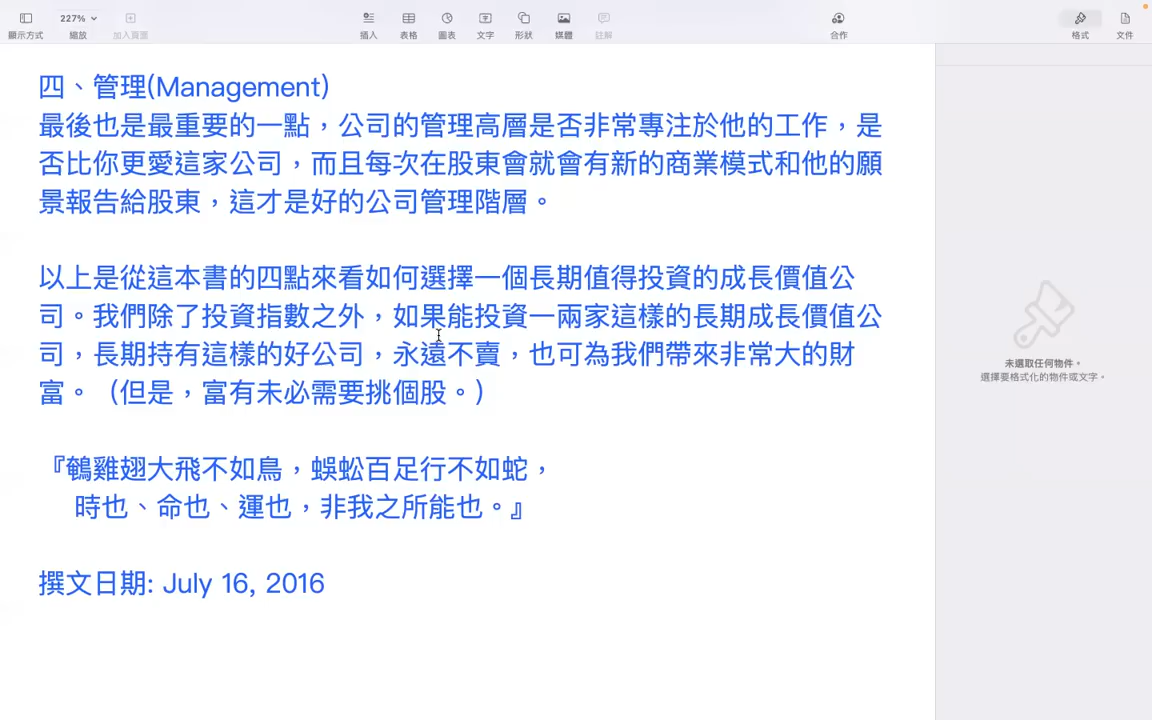 227%
顯示方式
縮放
加入頁面
插入
表格
圖表
文字
形狀
媒體
註解
合作
格式
文件
四、管理(Management)
最後也是最重要的一點，公司的管理高層是否非常專注於他的工作，是
否比你更愛這家公司，而且每次在股東會就會有新的商業模式和他的願
景報告給股東，這才是好的公司管理階層。
以上是從這本書的四點來看如何選擇一個長期值得投資的成長價值公
司。我們除了投資指數之外，如果能投資一兩家這樣的長期成長價值公
司，長期持有這樣的好公司，永遠不賣，也可為我們帶來非常大的財
富。（但是，富有未必需要挑個股。）
『鵪雞翅大飛不如鳥，蜈蚣百足行不如蛇，
時也、命也、運也，非我之所能也。』
撰文日期: July 16, 2016
未選取任何物件。
選擇要格式化的物件或文字。